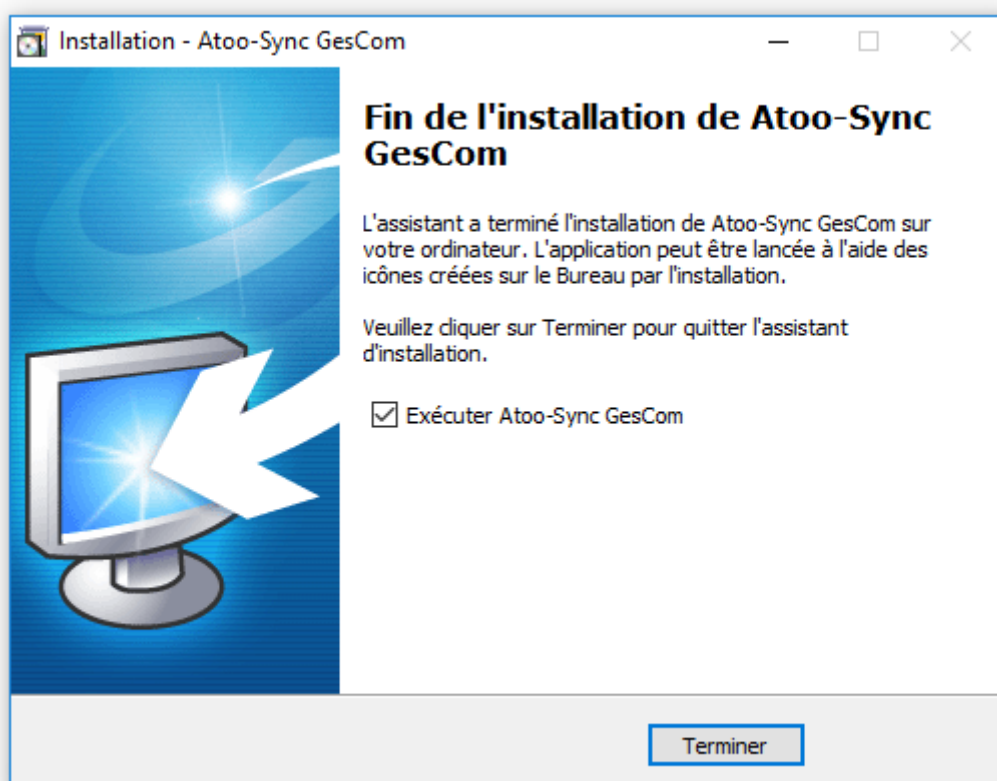 Installation - Atoo-Sync GesCom
Fin de l'installation de Atoo-Sync
GesCom
L'assistant a terminé l'installation de Atoo-Sync GesCom sur
votre ordinateur. L'application peut être lancée à l'aide des
icônes créées sur le Bureau par l'installation.
Veuillez cliquer sur Terminer pour quitter l'assistant
d'installation.
Exécuter Atoo-Sync GesCom
Terminer